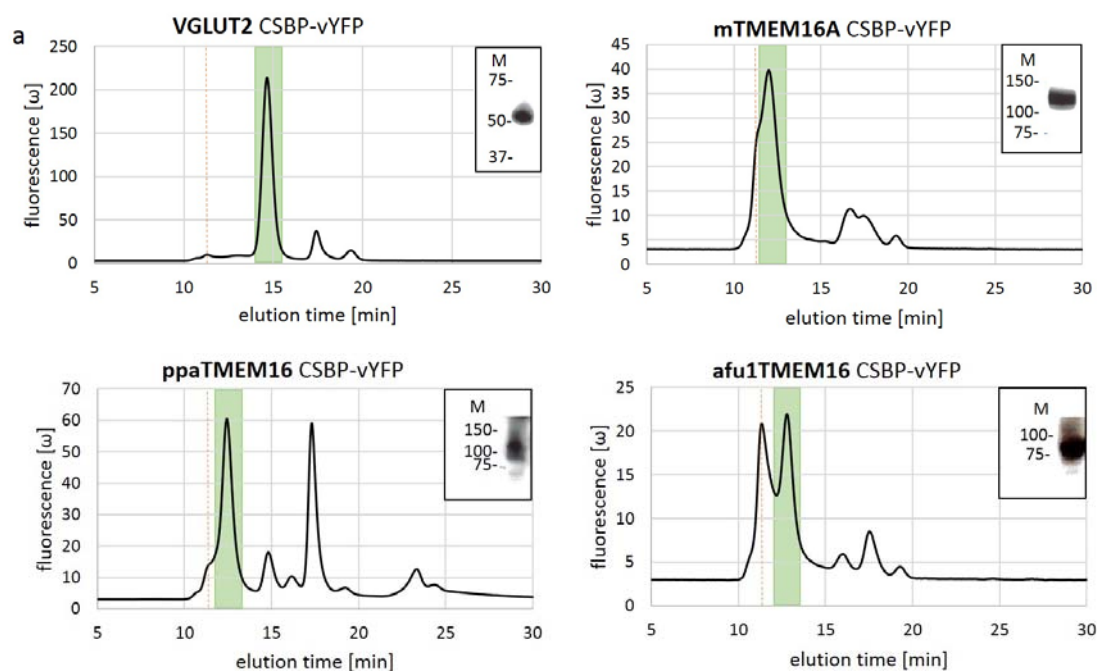 a
VGLUT2 CSBP-vYFP
250
200
150
100
50
0
fluorescence [ω]
5 10 15 20 25 30
elution time [min]
M
75-
50-
37-
mTMEM16A CSBP-vYFP
45
40
35
30
25
20
15
10
5
0
fluorescence [ω]
5 10 15 20 25 30
elution time [min]
M
150-
100-
75-
ppaTMEM16 CSBP-vYFP
70
60
50
40
30
20
10
0
fluorescence [ω]
5 10 15 20 25 30
elution time [min]
M
150-
100-
75-
afu1TMEM16 CSBP-vYFP
25
20
15
10
5
0
fluorescence [ω]
5 10 15 20 25 30
elution time [min]
M
100-
75-